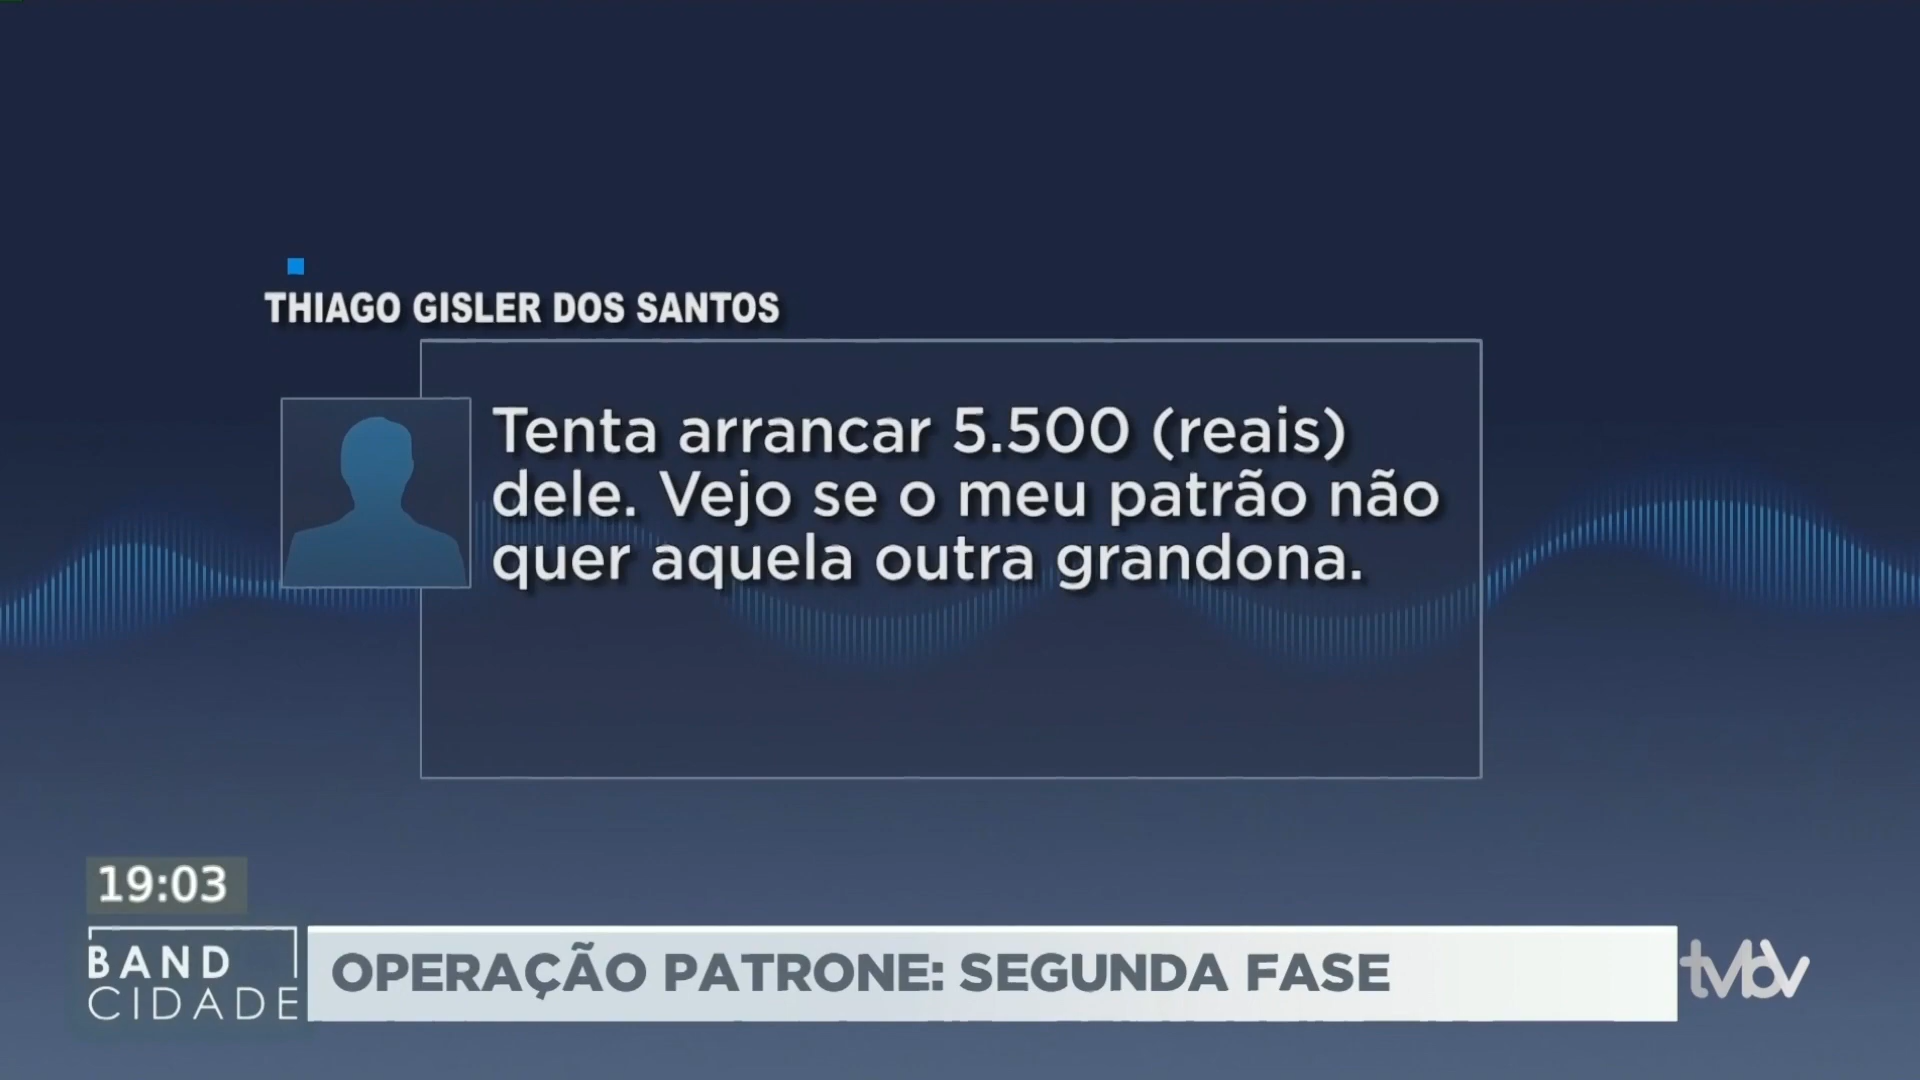 THIAGO GISLER DOS SANTOS
Tenta arrancar 5.500 (reais)
dele. Vejo se o meu patrão não
quer aquela outra grandona.
19:03
BAND
CIDADE
OPERAÇÃO PATRONE: SEGUNDA FASE
tvbv